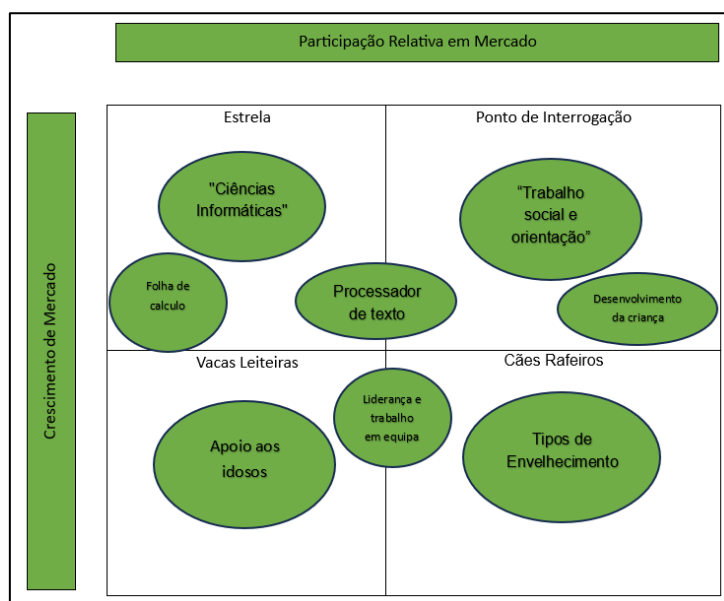 Participação Relativa em Mercado
Crescimento de Mercado
Estrela
Ponto de Interrogação
"Ciências
Informáticas"
“Trabalho
social e
orientação”
Folha de
calculo
Processador
de texto
Desenvolvimento
da criança
Vacas Leiteiras
Cães Rafeiros
Liderança e
trabalho
em equipa
Apoio aos
idosos
Tipos de
Envelhecimento